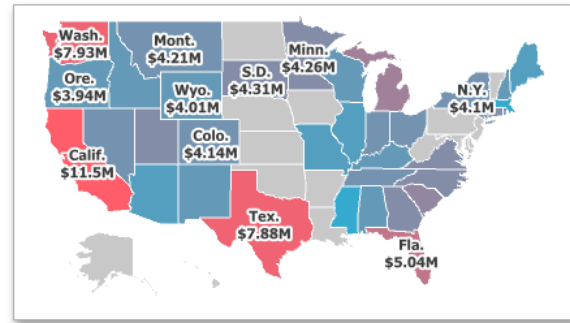 Wash.
$7.93M
Mont.
$4.21M
Minn.
$4.26M
Ore.
$3.94M
Wyo.
$4.01M
S.D.
$4.31M
N.Y.
$4.1M
Colo.
$4.14M
Calif.
$11.5M
Tex.
$7.88M
Fla.
$5.04M